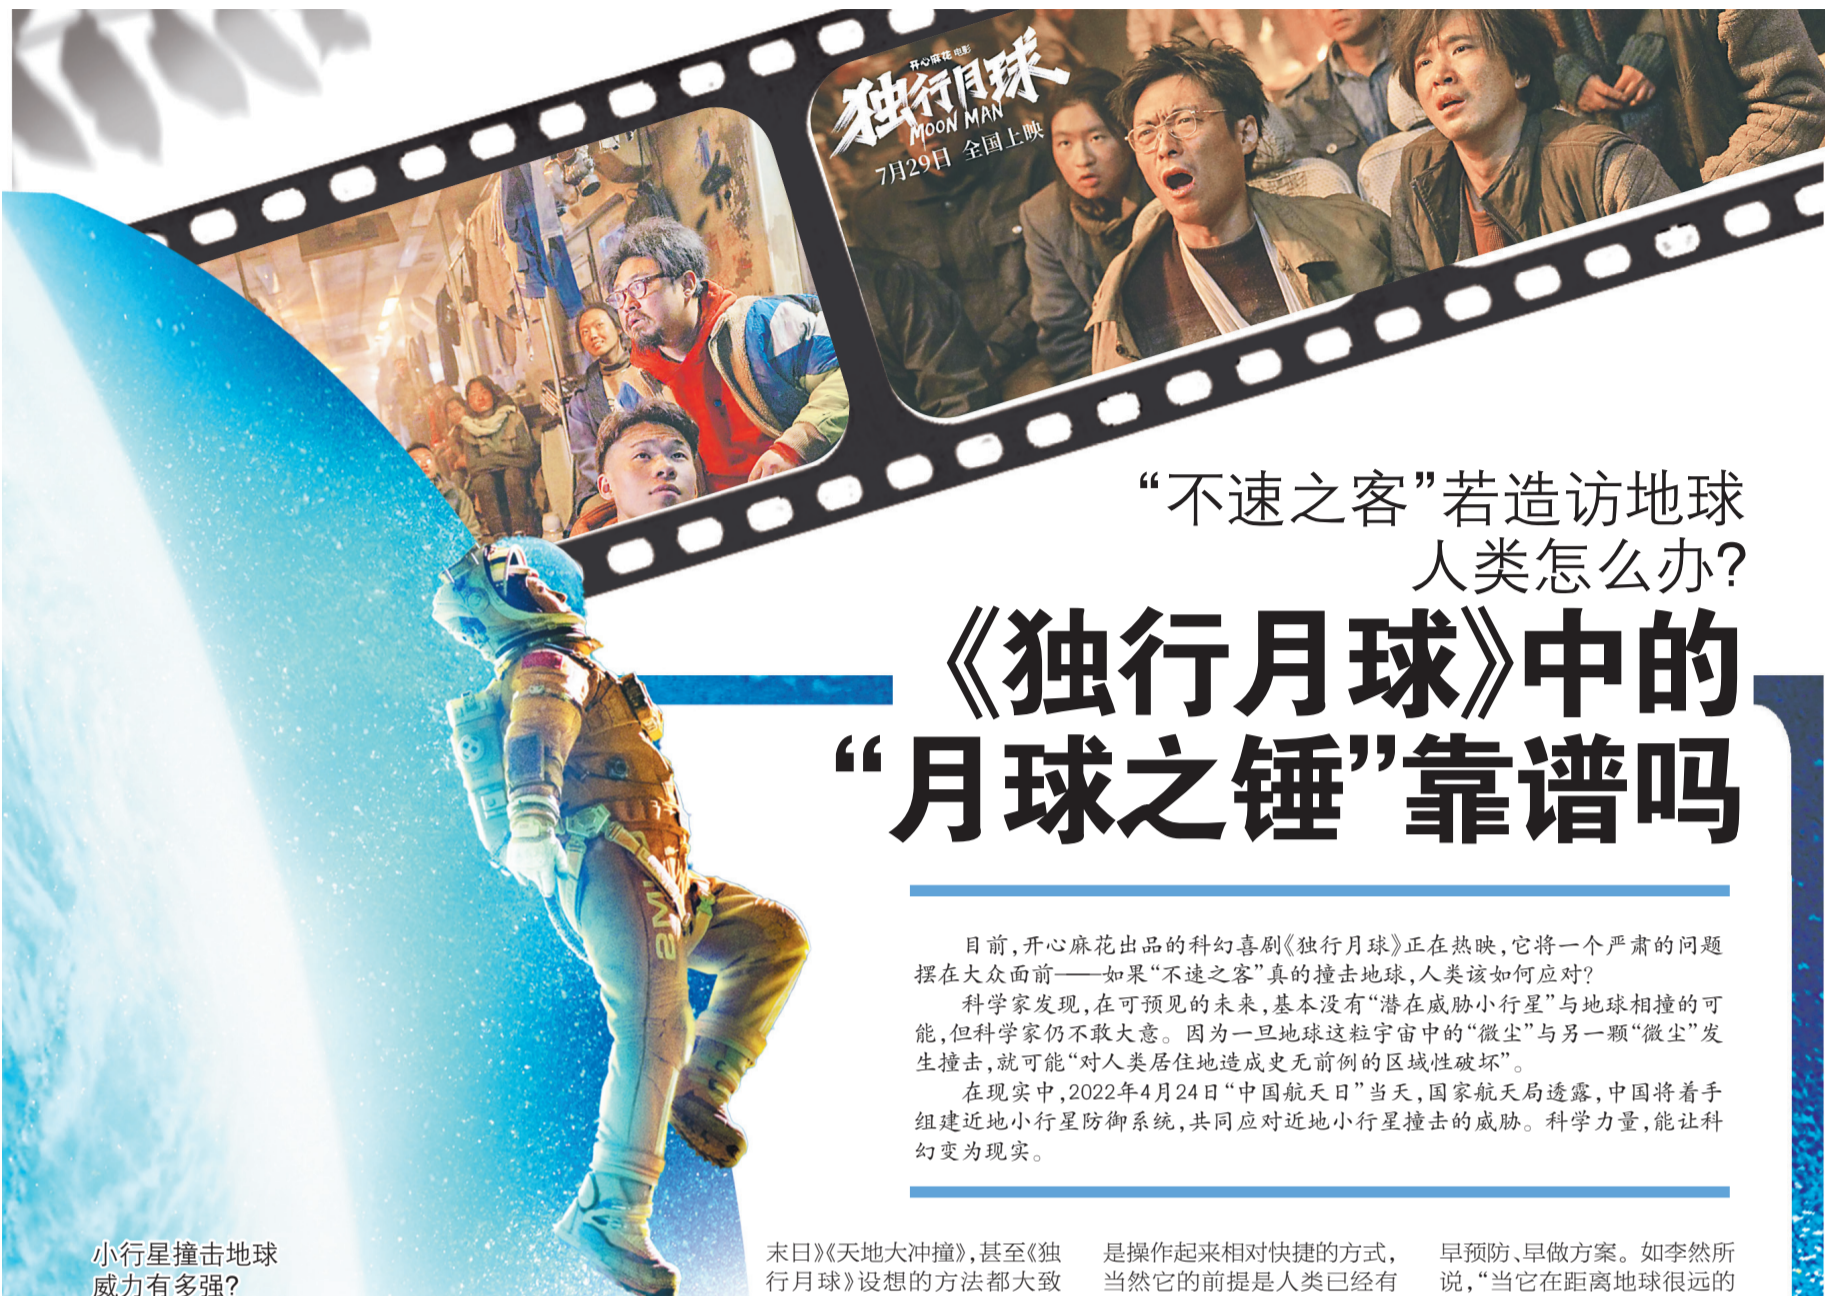 开心麻花 电影
独行月球
MOON MAN
7月29日 全国上映
“不速之客”若造访地球
人类怎么办?
《独行月球》中的
“月球之锤”靠谱吗
目前,开心麻花出品的科幻喜剧《独行月球》正在热映,它将一个严肃的问题
摆在大众面前——如果“不速之客”真的撞击地球,人类该如何应对?
科学家发现,在可预见的未来,基本没有“潜在威胁小行星”与地球相撞的可
能,但科学家仍不敢大意。因为一旦地球这粒宇宙中的“微尘”与另一颗“微尘”发
生撞击,就可能“对人类居住地造成史无前例的区域性破坏”。
在现实中,2022年4月24日“中国航天日”当天,国家航天局透露,中国将着手
组建近地小行星防御系统,共同应对近地小行星撞击的威胁。科学力量,能让科
幻变为现实。
小行星撞击地球
威力有多强?
末日》《天地大冲撞》,甚至《独
行月球》设想的方法都大致
是操作起来相对快捷的方式,
当然它的前提是人类已经有
早预防、早做方案。如李然所
说,“当它在距离地球很远的